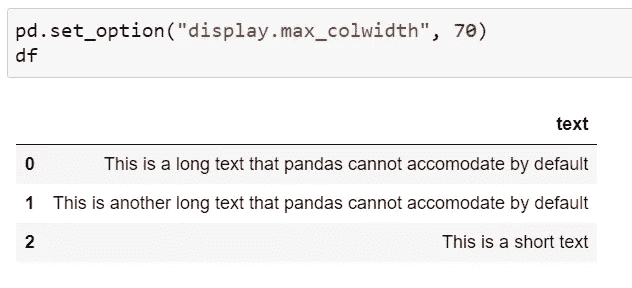 pd.set_option("display.max_colwidth", 70)
df
text
0 This is a long text that pandas cannot accomodate by default
1 This is another long text that pandas cannot accomodate by default
2 This is a short text